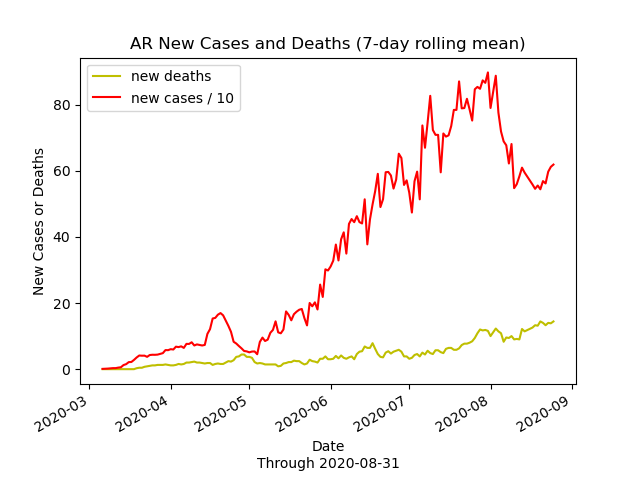 AR New Cases and Deaths (7-day rolling mean)
new deaths
new cases / 10
80
60
40
20
0
New Cases or Deaths
2020-03
2020-04
2020-05
2020-06
2020-07
2020-08
2020-09
Date
Through 2020-08-31